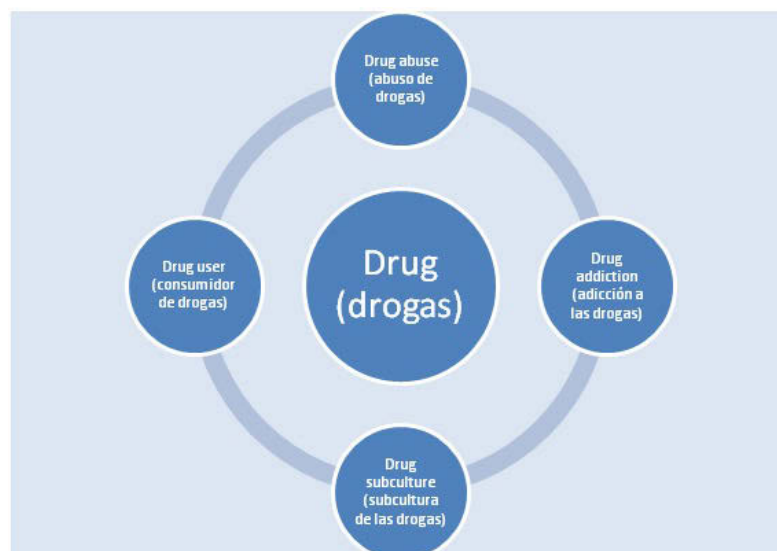 Drug abuse
(abuso de
drogas)
Drug user
(consumidor
de drogas)
Drug
(drogas)
Drug
addiction
(adicción a
las drogas)
Drug
subculture
(subcultura
de las drogas)